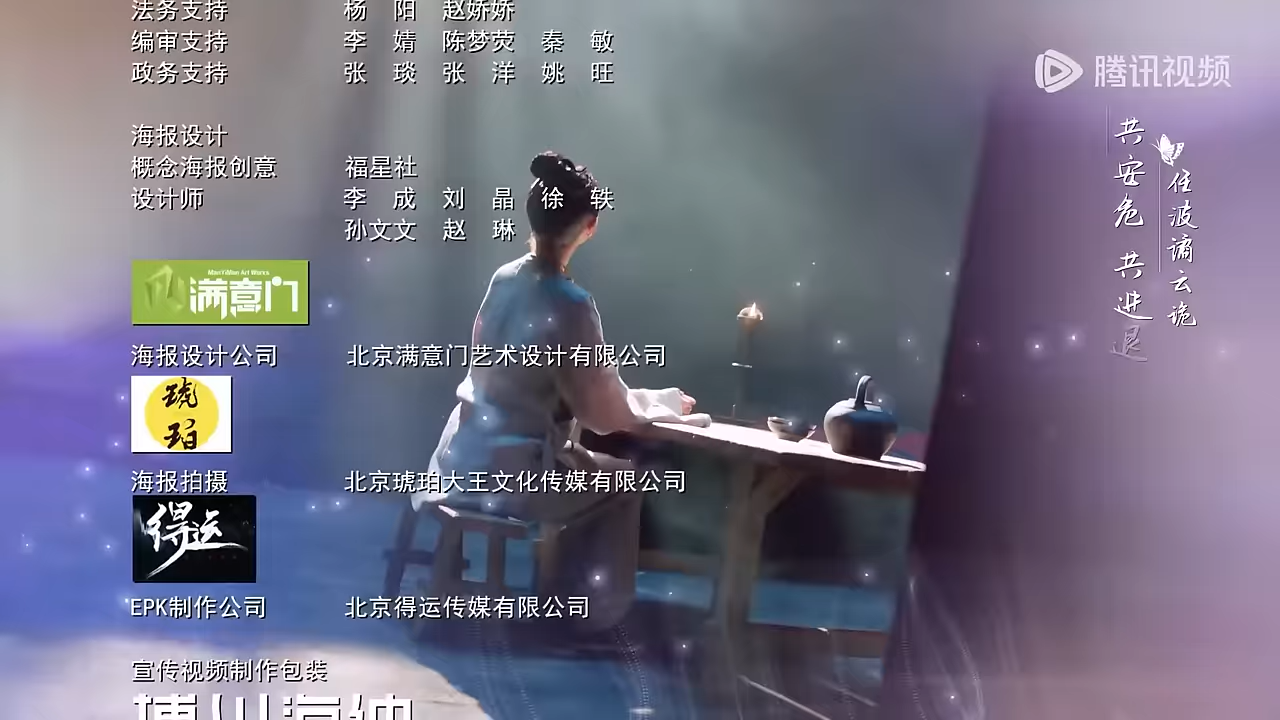 法务支持 杨 阳 赵娇娇
编审支持 李 婧 陈梦荧 秦 敏
政务支持 张 琰 张 洋 姚 旺
腾讯视频
海报设计
概念海报创意 福星社
设计师 李 成 刘 晶 徐 轶
孙文文 赵 琳
任波谲云诡
共安危 共进退
ManYiMen Art Works
满意门
海报设计公司 北京满意门艺术设计有限公司
琥珀
海报拍摄 北京琥珀大王文化传媒有限公司
得运
EPK制作公司 北京得运传媒有限公司
宣传视频制作包装